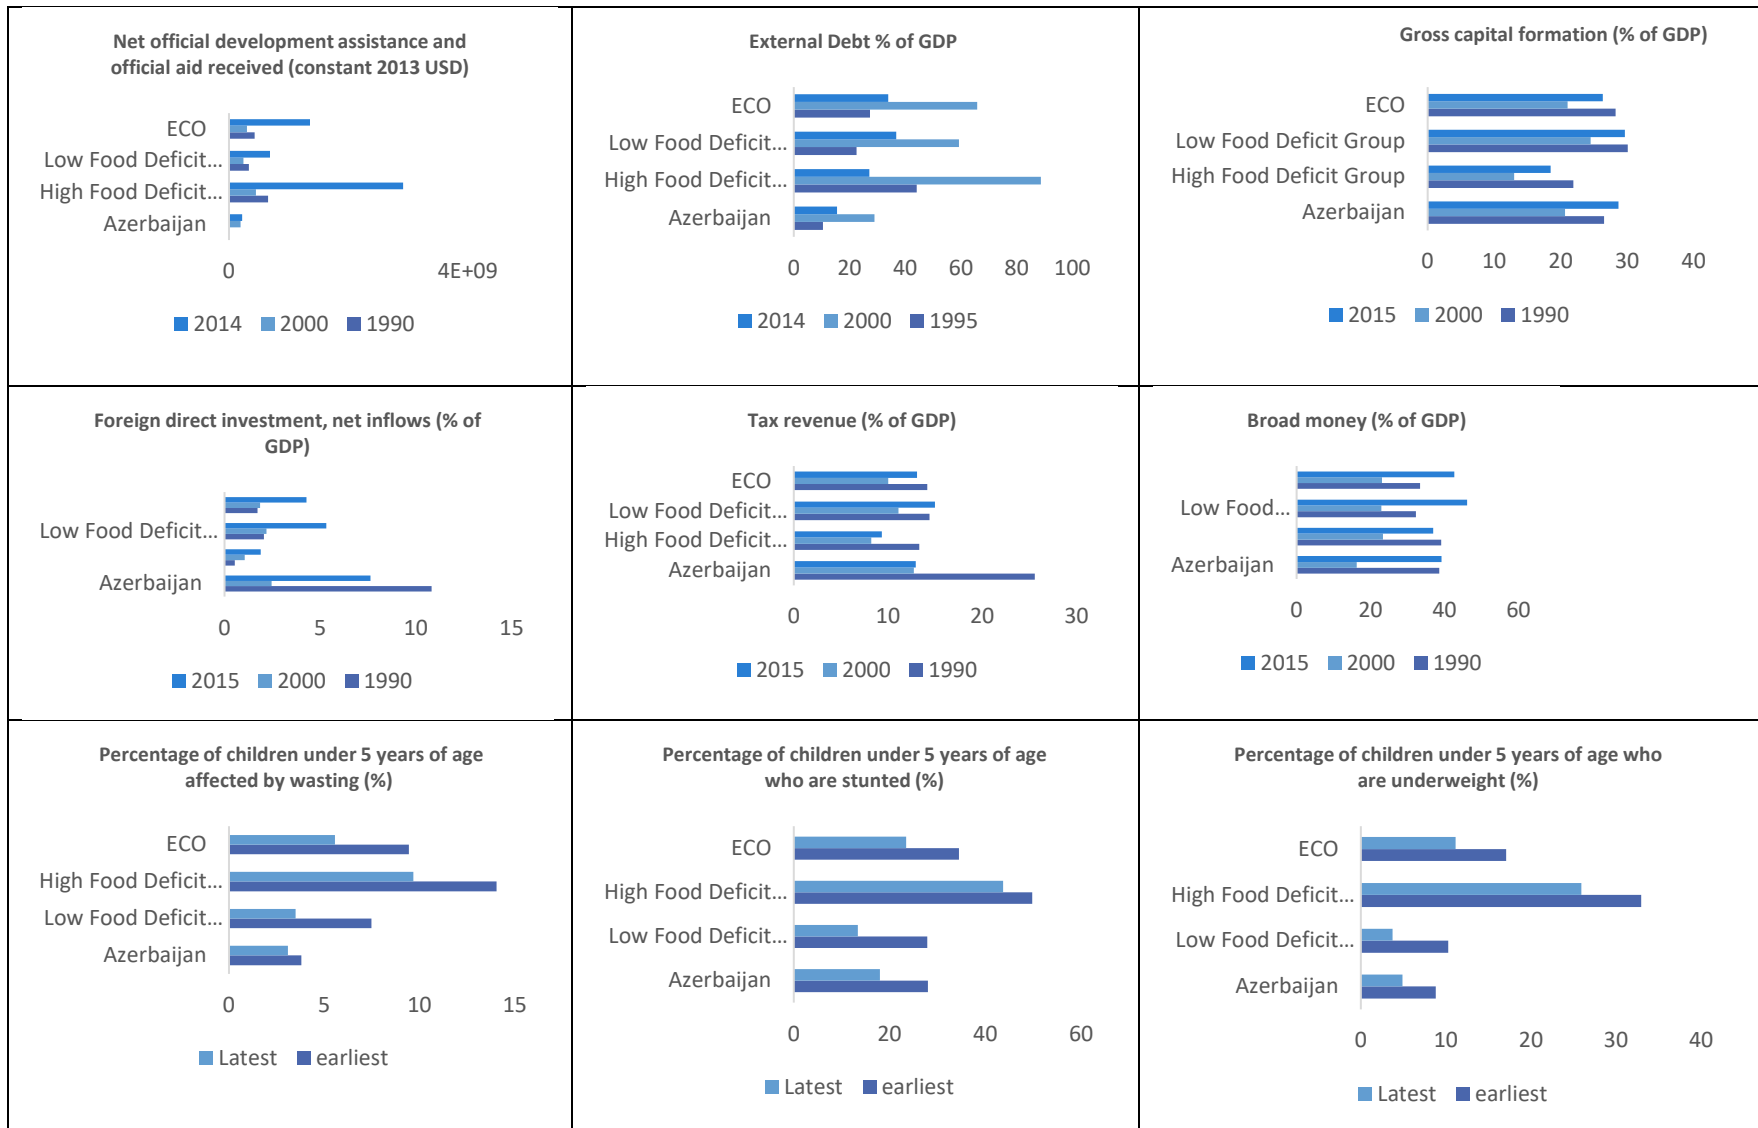 Net official development assistance and
official aid received (constant 2013 USD)
ECO
Low Food Deficit...
High Food Deficit...
Azerbaijan
0 4E+09
2014 2000 1990
External Debt % of GDP
ECO
Low Food Deficit...
High Food Deficit...
Azerbaijan
0 20 40 60 80 100
2014 2000 1995
Gross capital formation (% of GDP)
ECO
Low Food Deficit Group
High Food Deficit Group
Azerbaijan
0 10 20 30 40
2015 2000 1990
Foreign direct investment, net inflows (% of
GDP)
Low Food Deficit...
Azerbaijan
0 5 10 15
2015 2000 1990
Tax revenue (% of GDP)
ECO
Low Food Deficit...
High Food Deficit...
Azerbaijan
0 10 20 30
2015 2000 1990
Broad money (% of GDP)
Low Food...
Azerbaijan
0 20 40 60
2015 2000 1990
Percentage of children under 5 years of age
affected by wasting (%)
ECO
High Food Deficit...
Low Food Deficit...
Azerbaijan
0 5 10 15
Latest earliest
Percentage of children under 5 years of age
who are stunted (%)
ECO
High Food Deficit...
Low Food Deficit...
Azerbaijan
0 20 40 60
Latest earliest
Percentage of children under 5 years of age who
are underweight (%)
ECO
High Food Deficit...
Low Food Deficit...
Azerbaijan
0 10 20 30 40
Latest earliest